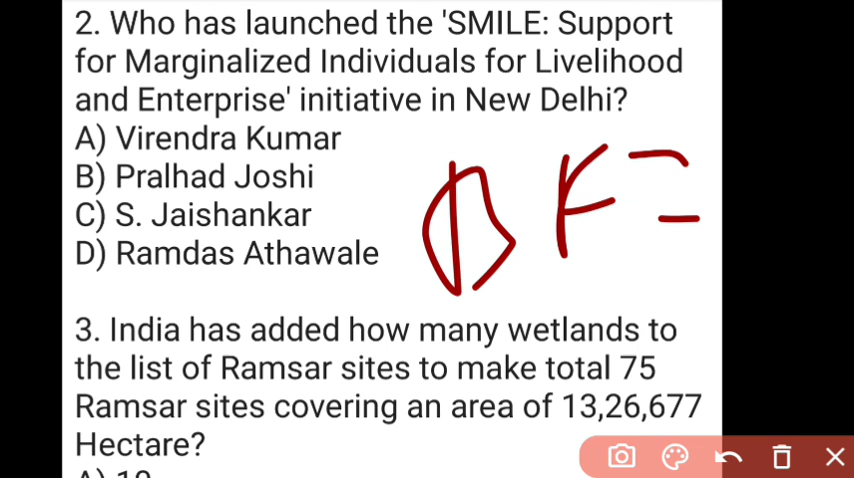 2. Who has launched the 'SMILE: Support
for Marginalized Individuals for Livelihood
and Enterprise' initiative in New Delhi?
A) Virendra Kumar
B) Pralhad Joshi
C) S. Jaishankar
D) Ramdas Athawale
3. India has added how many wetlands to
the list of Ramsar sites to make total 75
Ramsar sites covering an area of 13,26,677
Hectare?